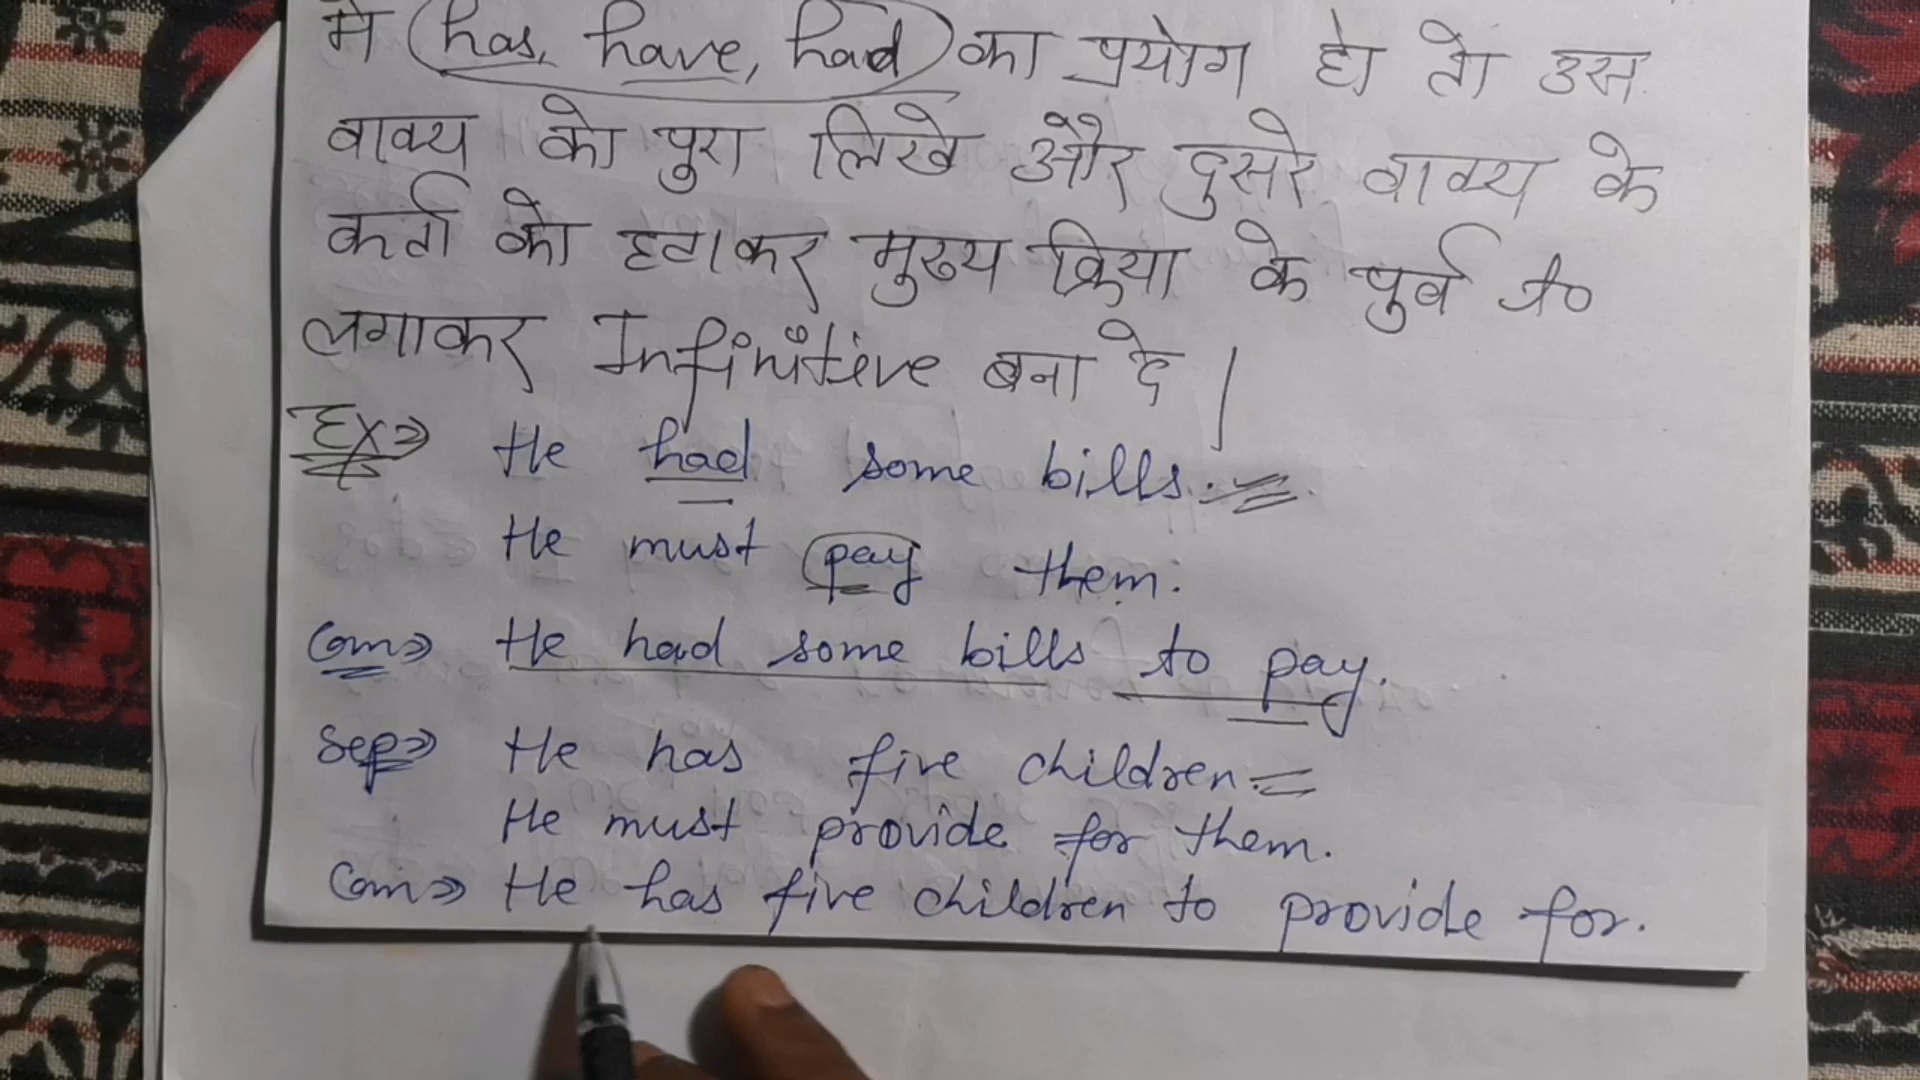 मे (has, have, had) का प्रयोग हो तो उस
वाक्य को पुरा लिखे और दुसरे वाक्य के
कर्ता को हटाकर मुख्य क्रिया के पुर्व to
लगाकर Infinitive बना दे |
Ex⇒ He had some bills.
He must pay them.
Com⇒ He had some bills to pay.
Sep⇒ He has five children
He must provide for them.
Com⇒ He has five children to provide for.